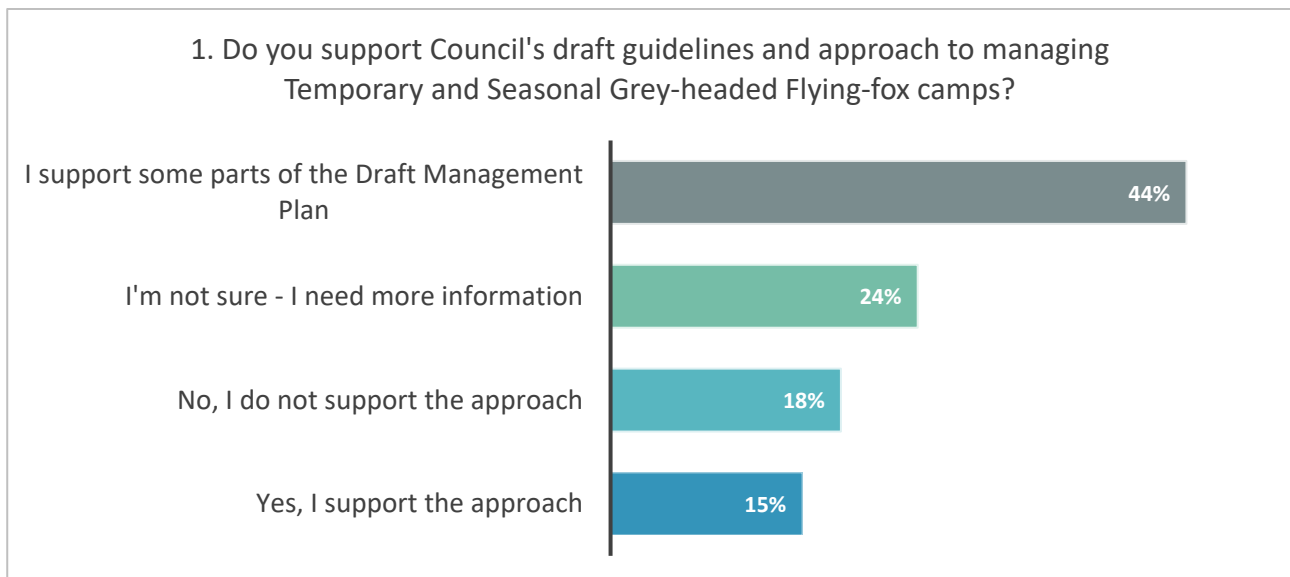 1. Do you support Council's draft guidelines and approach to managing
Temporary and Seasonal Grey-headed Flying-fox camps?
I support some parts of the Draft Management
Plan
44%
I'm not sure - I need more information
24%
No, I do not support the approach
18%
Yes, I support the approach
15%